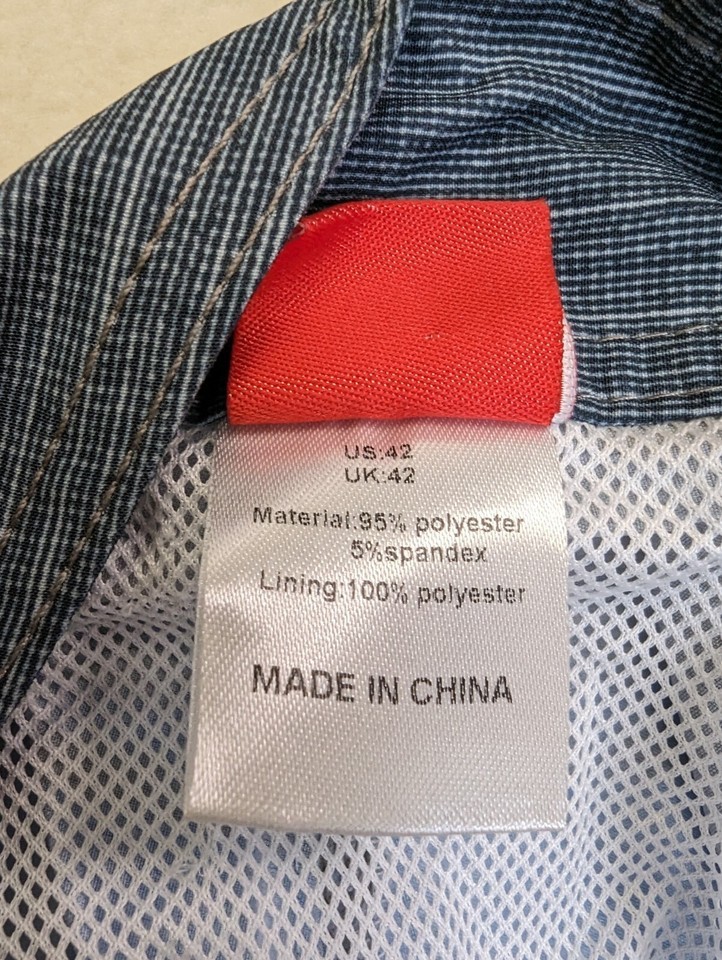 US:42
UK:42
Material:95% polyester
5%spandex
Lining:100% polyester
MADE IN CHINA